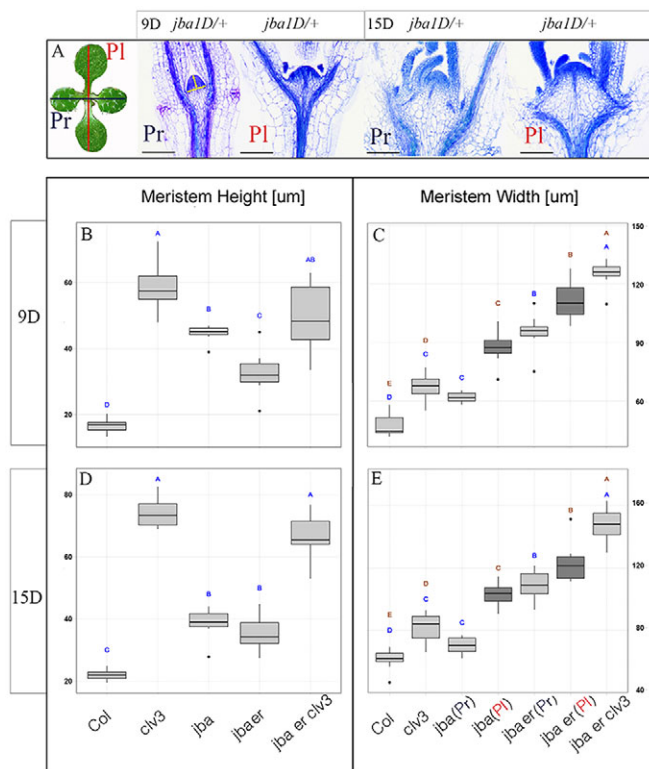 9D jba1D/+ jba1D/+ 15D jba1D/+ jba1D/+
A Pl Pr Pr Pl Pr Pl
Meristem Height [um] Meristem Width [um]
9D
B
60
40
20
D A B C AB
C
150
120
90
60
E D C B A
D C C B A
15D
D
80
60
40
20
C A B B A
E
160
120
80
40
E D C B A
D C C B A
Col clv3 jba jbaer jba er clv3
Col clv3 jba(Pr) jba(Pl) jba er(Pr) jba er(Pl) jba er clv3